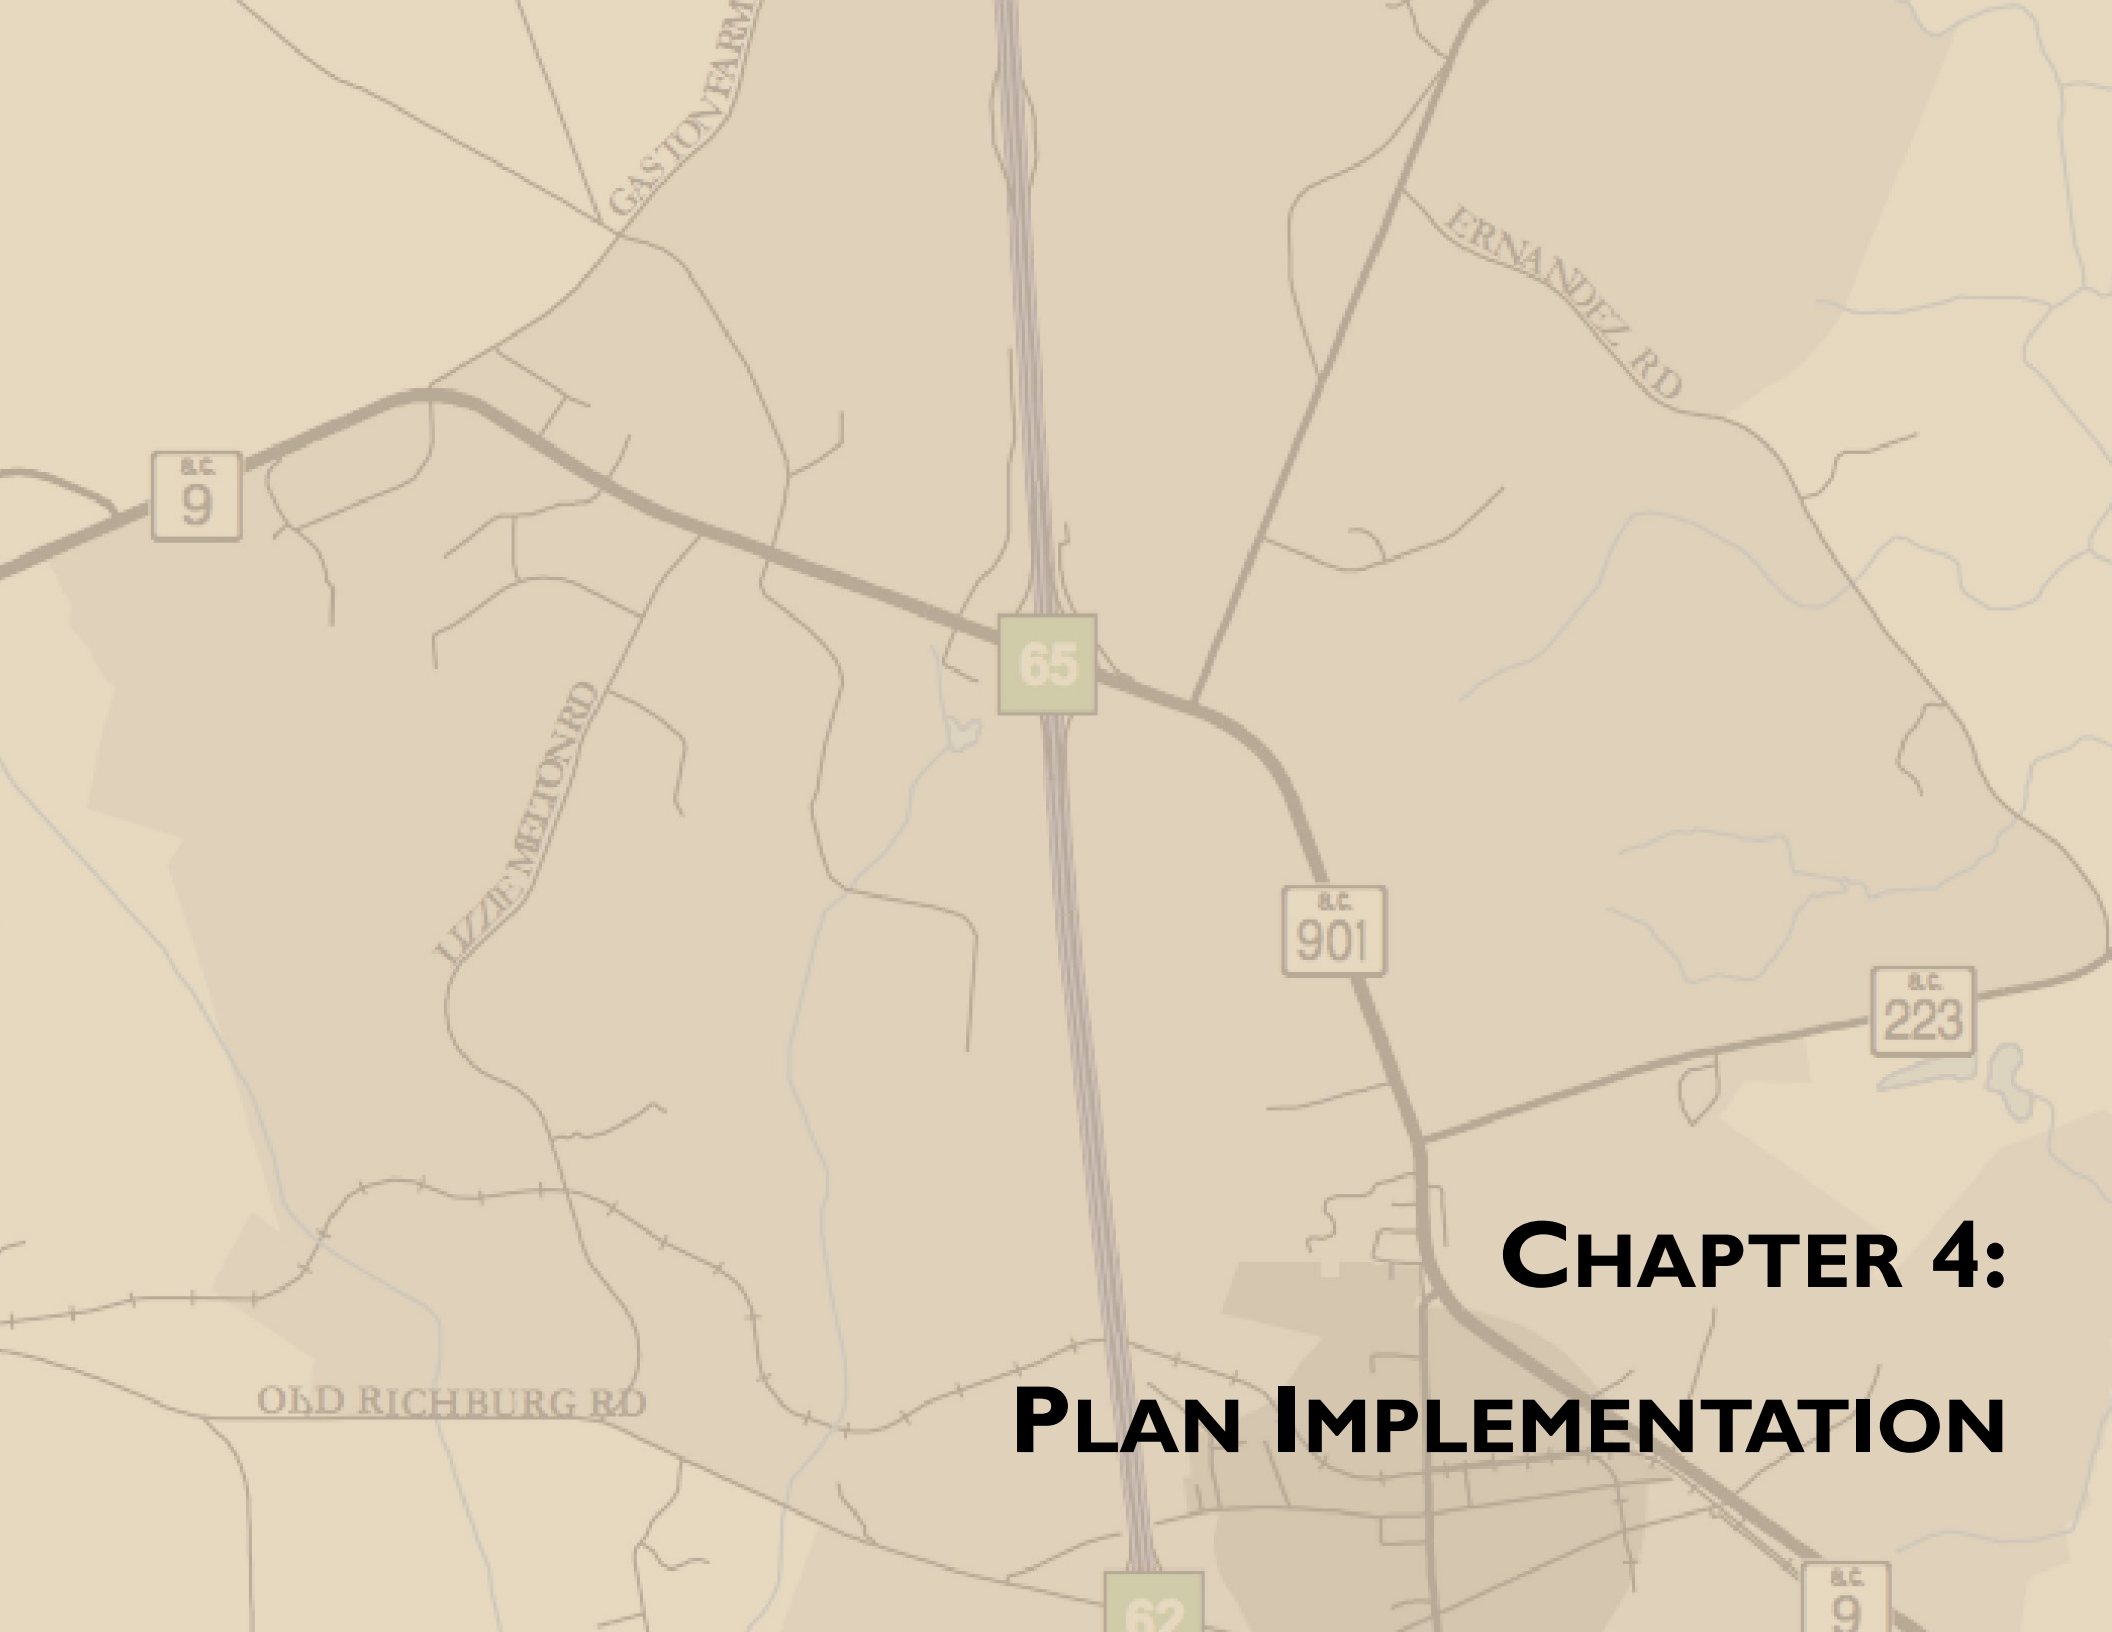 GASTON FARM
ERNANDEZ RD
S.C.
9
65
LIZZIE MELTON RD
S.C.
901
S.C.
223
CHAPTER 4:
OLD RICHBURG RD
PLAN IMPLEMENTATION
62
S.C.
9